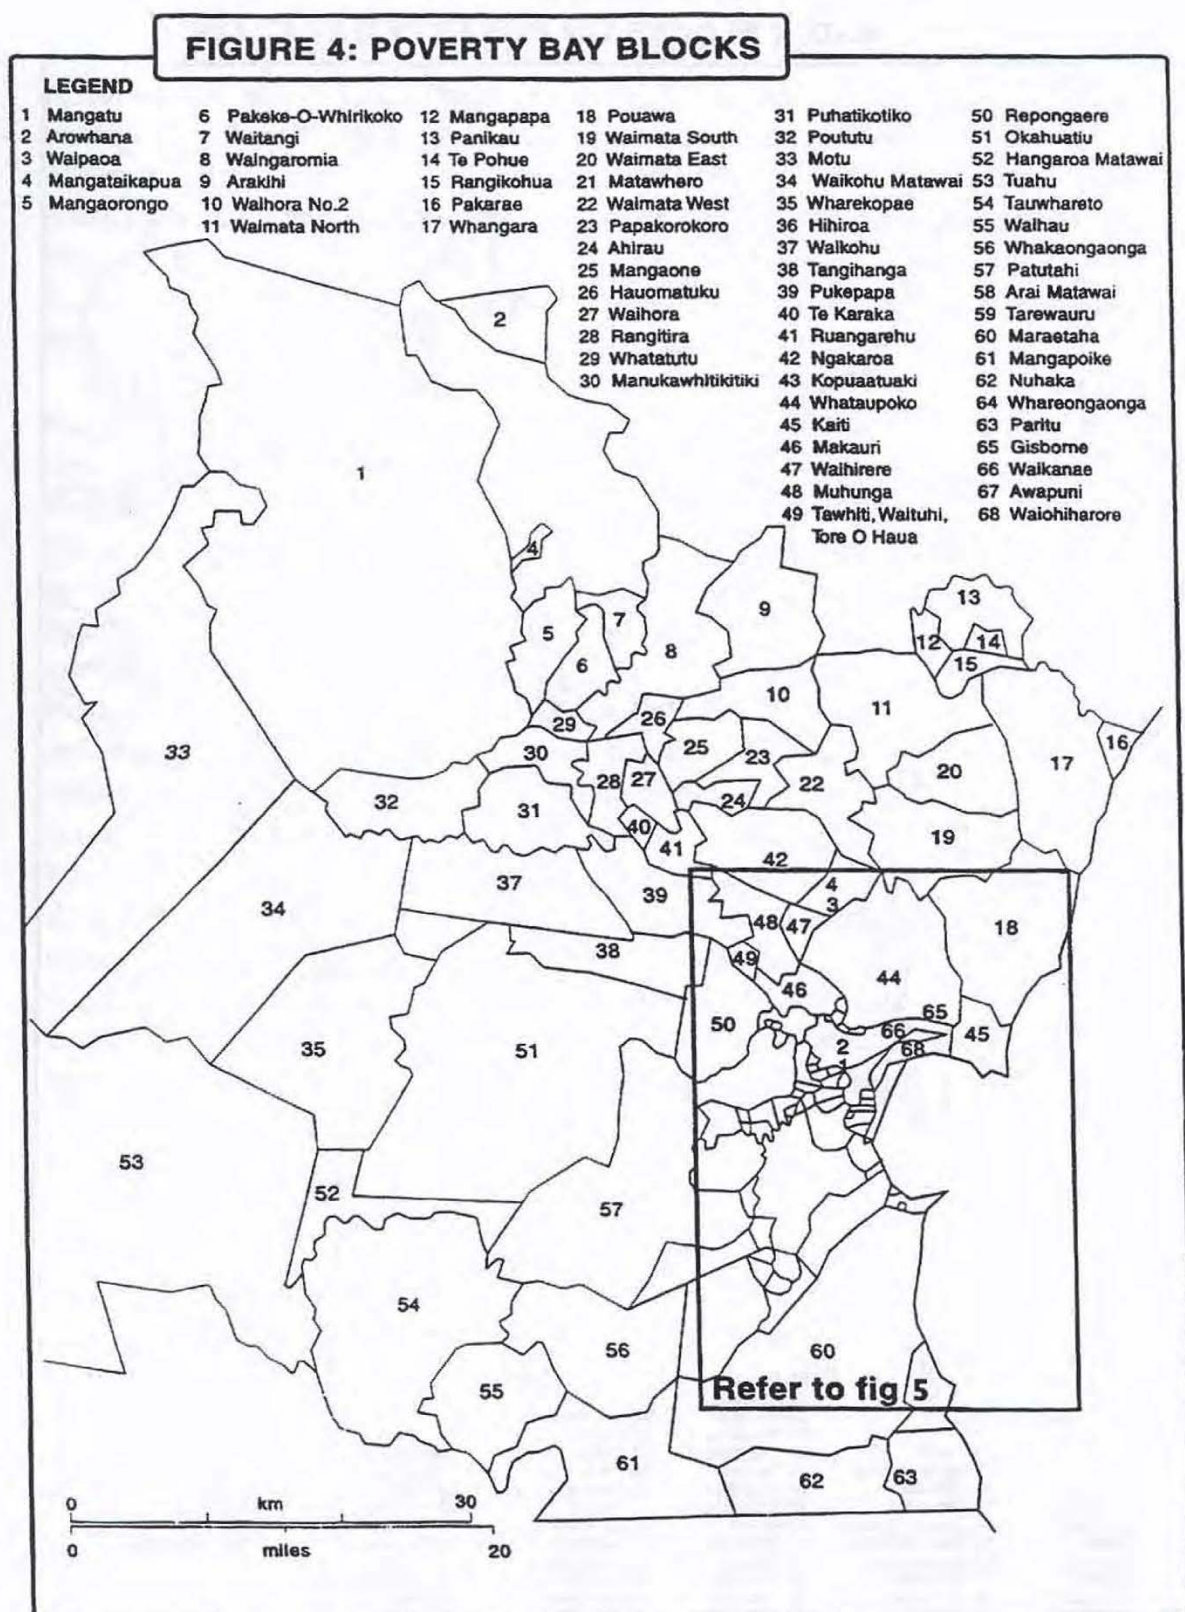 FIGURE 4: POVERTY BAY BLOCKS
LEGEND
1 Mangatu
2 Arowhana
3 Waipaoa
4 Mangataikapua
5 Mangaorongo
6 Pakeke-O-Whirikoko
7 Waitangi
8 Waingaromia
9 Arakihi
10 Waihora No.2
11 Waimata North
12 Mangapapa
13 Panikau
14 Te Pohue
15 Rangikohua
16 Pakarae
17 Whangara
18 Pouawa
19 Waimata South
20 Waimata East
21 Matawhero
22 Waimata West
23 Papakorokoro
24 Ahirau
25 Mangaone
26 Hauomatuku
27 Waihora
28 Rangitira
29 Whatatutu
30 Manukawhitikitiki
31 Puhatikotiko
32 Poututu
33 Motu
34 Waikohu Matawai
35 Wharekopae
36 Hihiroa
37 Waikohu
38 Tangihanga
39 Pukepapa
40 Te Karaka
41 Ruangarehu
42 Ngakaroa
43 Kopuaatuaki
44 Whataupoko
45 Kaiti
46 Makauri
47 Waihirere
48 Muhunga
49 Tawhiti, Waituhi,
Tore O Haua
50 Repongaere
51 Okahuatiu
52 Hangaroa Matawai
53 Tuahu
54 Tauwhareto
55 Waihau
56 Whakaongaonga
57 Patutahi
58 Arai Matawai
59 Tarewauru
60 Maraetaha
61 Mangapoike
62 Nuhaka
64 Whareongaonga
63 Paritu
65 Gisborne
66 Waikanae
67 Awapuni
68 Waiohiharore
2
1
4
13
9
7
5
12
14
8
6
15
10
11
26
29
16
33
25
23
30
17
20
28
27
22
32
24
31
40
19
41
42
37
4
3
39
34
48
47
18
38
49
44
46
65
50
66
45
2
35
51
68
1
53
52
57
54
56
60
55
Refer to fig 5
61
62
63
0 km 30
0 miles 20